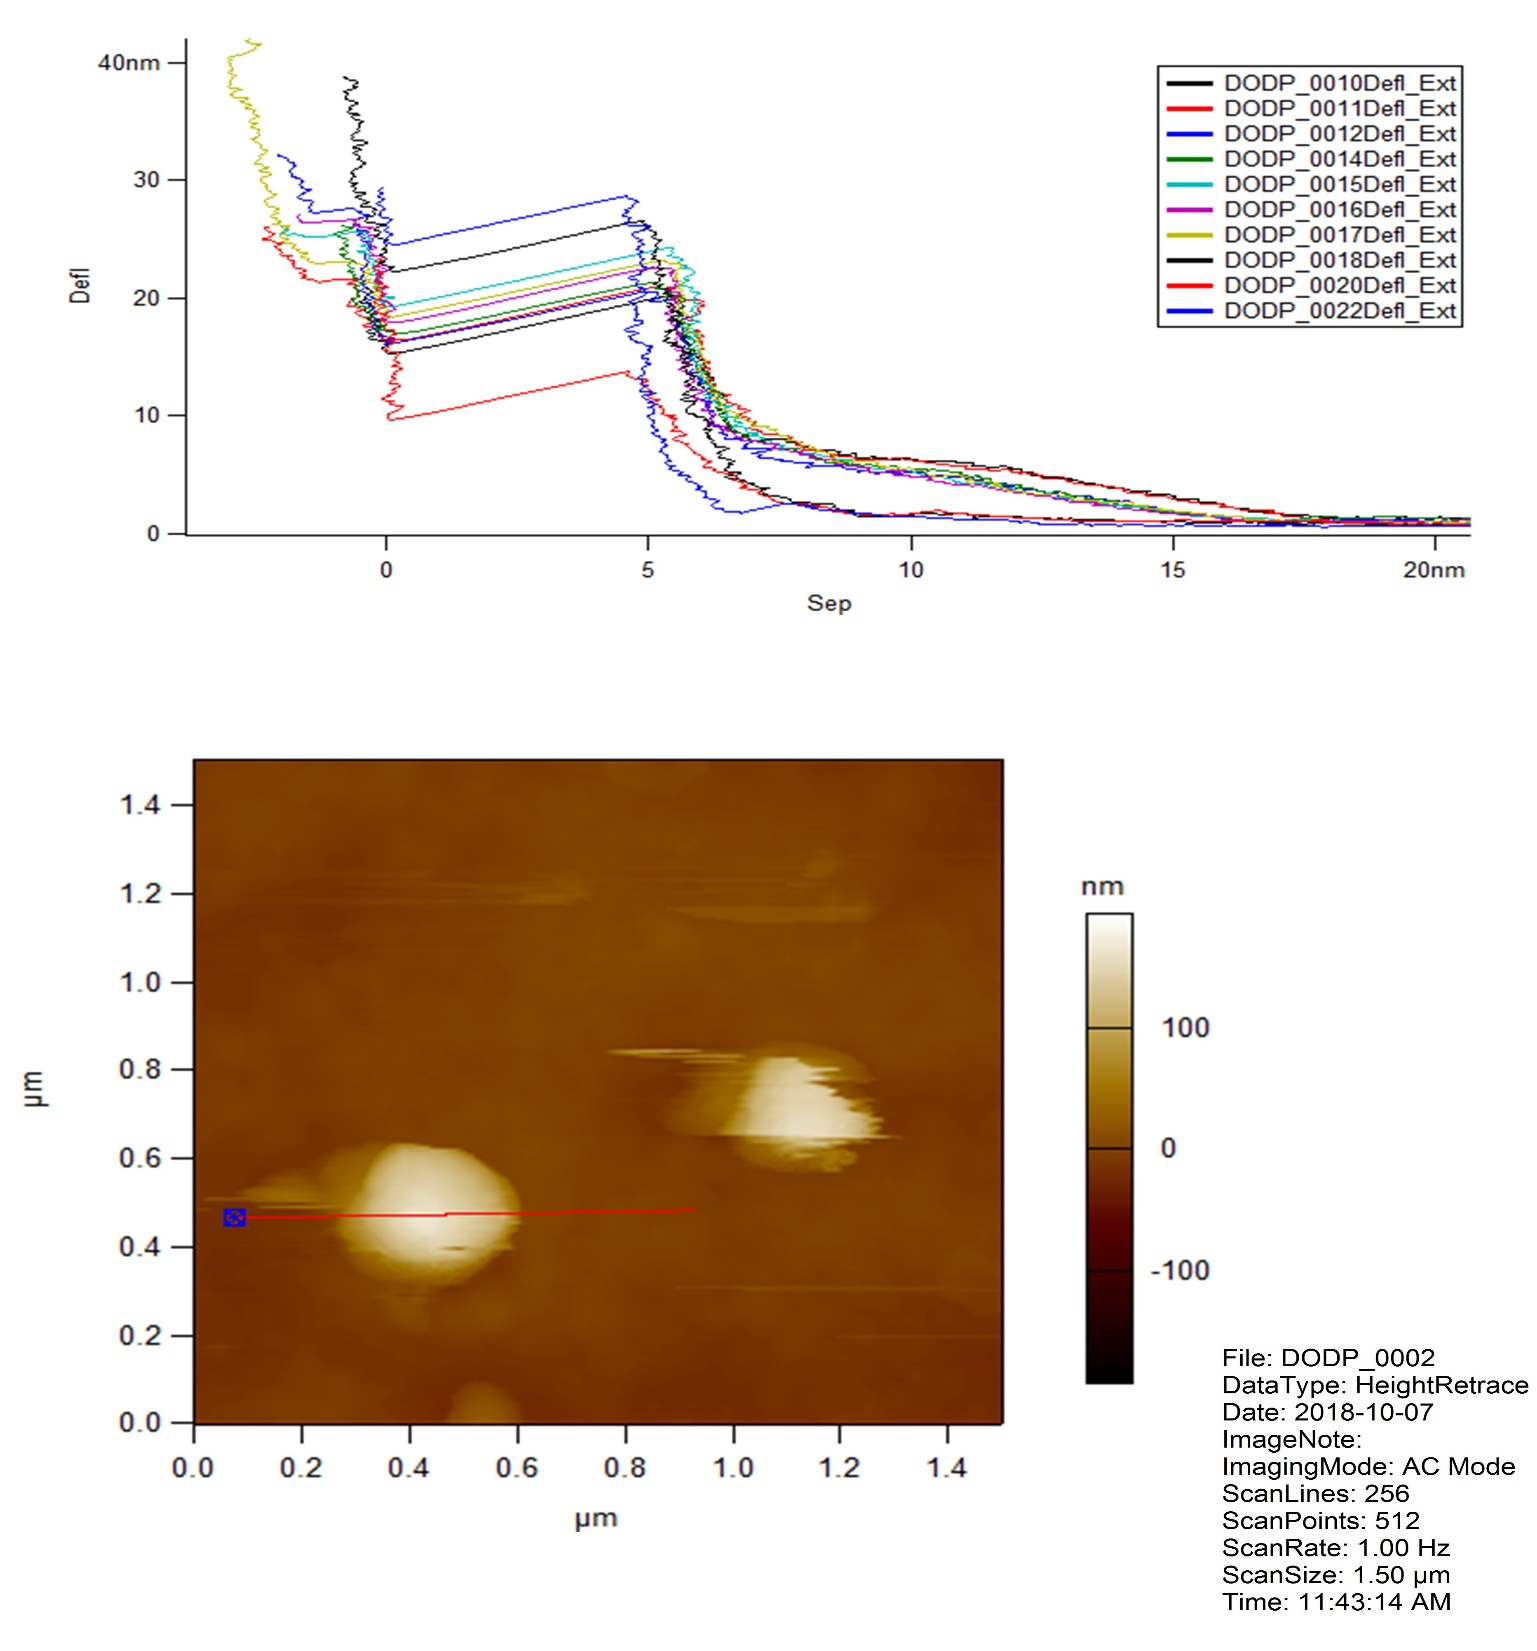 40nm
30
20
10
0
Defl
0
5
10
15
20nm
Sep
DODP_0010Defl_Ext
DODP_0011Defl_Ext
DODP_0012Defl_Ext
DODP_0014Defl_Ext
DODP_0015Defl_Ext
DODP_0016Defl_Ext
DODP_0017Defl_Ext
DODP_0018Defl_Ext
DODP_0020Defl_Ext
DODP_0022Defl_Ext
1.4
1.2
1.0
0.8
0.6
0.4
0.2
0.0
µm
0.0
0.2
0.4
0.6
0.8
1.0
1.2
1.4
µm
nm
100
0
-100
File: DODP_0002
DataType: HeightRetrace
Date: 2018-10-07
ImageNote:
ImagingMode: AC Mode
ScanLines: 256
ScanPoints: 512
ScanRate: 1.00 Hz
ScanSize: 1.50 µm
Time: 11:43:14 AM